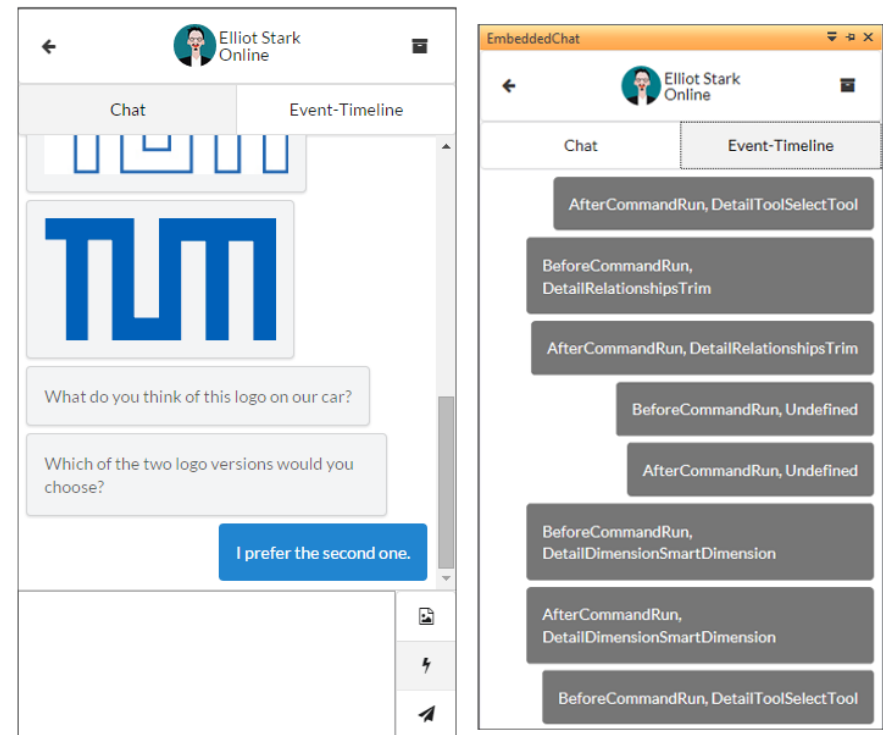 Elliot Stark
Online
Chat
Event-Timeline
TUM
What do you think of this logo on our car?
Which of the two logo versions would you
choose?
I prefer the second one.
EmbeddedChat
Elliot Stark
Online
Chat
Event-Timeline
AfterCommandRun, DetailToolSelectTool
BeforeCommandRun,
DetailRelationshipsTrim
AfterCommandRun, DetailRelationshipsTrim
BeforeCommandRun, Undefined
AfterCommandRun, Undefined
BeforeCommandRun,
DetailDimensionSmartDimension
AfterCommandRun,
DetailDimensionSmartDimension
BeforeCommandRun, DetailToolSelectTool